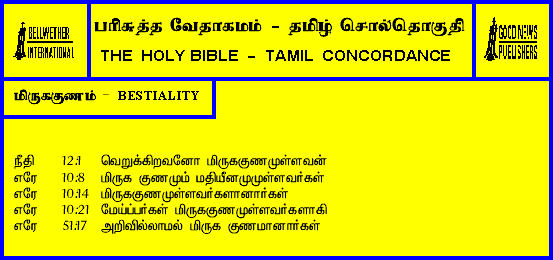 BELLWETHER
INTERNATIONAL
பரிசுத்த வேதாகமம் - தமிழ் சொல்தொகுதி
THE HOLY BIBLE - TAMIL CONCORDANCE
GOOD NEWS
PUBLISHERS
மிருககுணம் - BESTIALITY
நீதி 12:1 வெறுக்கிறவனோ மிருககுணமுள்ளவன்
எரே 10:8 மிருக குணமும் மதியீனமுமுள்ளவர்கள்
எரே 10:14 மிருககுணமுள்ளவர்களானார்கள்
எரே 10:21 மேய்ப்பர்கள் மிருககுணமுள்ளவர்களாகி
எரே 51:17 அறிவில்லாமல் மிருக குணமானார்கள்